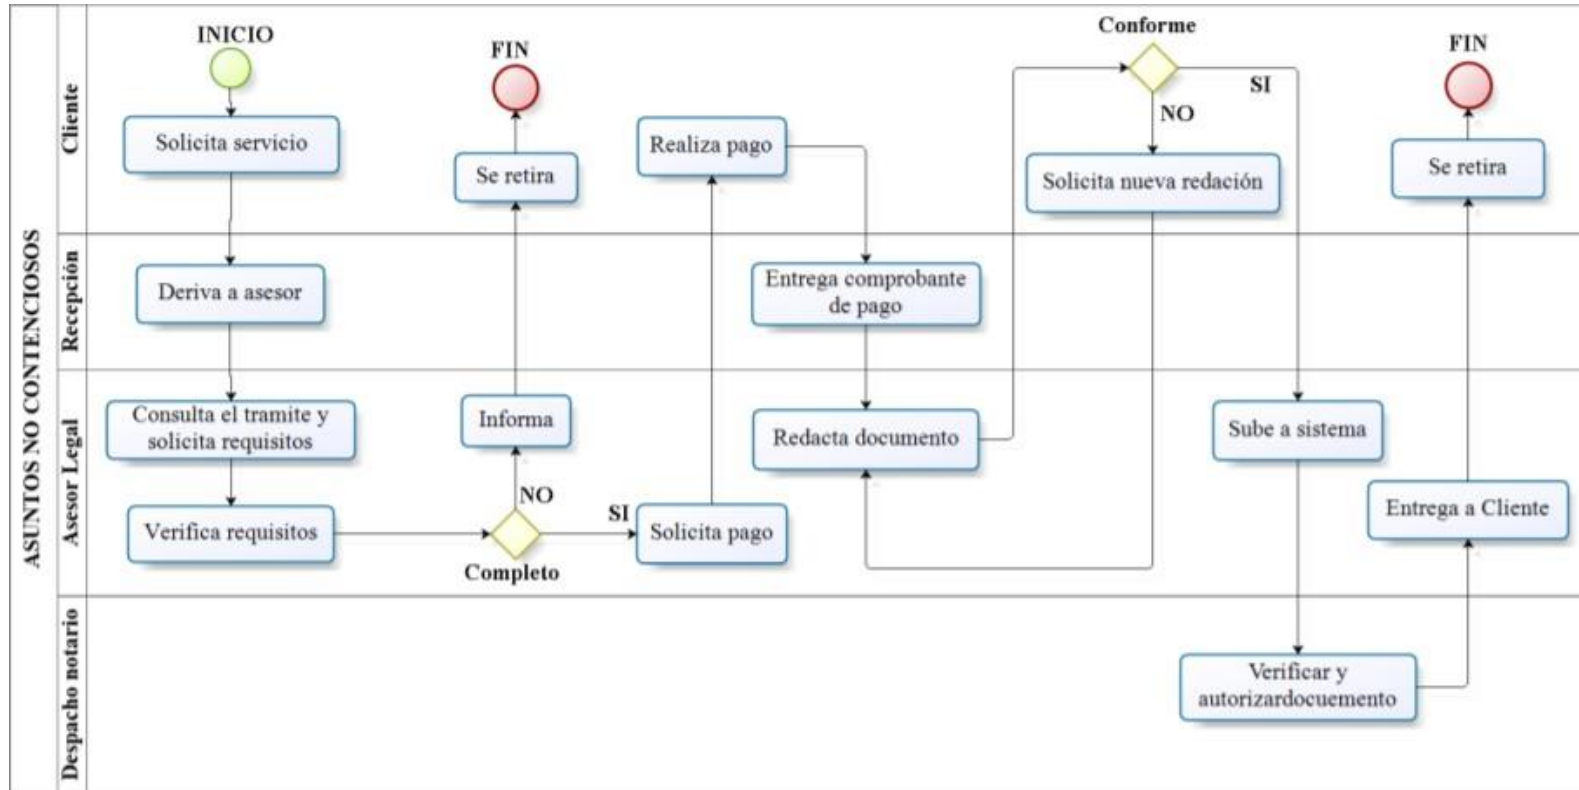 ASUNTOS NO CONTENCIOSOS
Cliente
INICIO
Solicita servicio
FIN
Se retira
Realiza pago
Conforme
SI
NO
Solicita nueva redación
FIN
Se retira
Recepción
Deriva a asesor
Entrega comprobante
de pago
Asesor Legal
Consulta el tramite y
solicita requisitos
Verifica requisitos
Informa
NO
Completo
SI
Solicita pago
Redacta documento
Sube a sistema
Entrega a Cliente
Despacho notario
Verificar y
autorizardocuemento